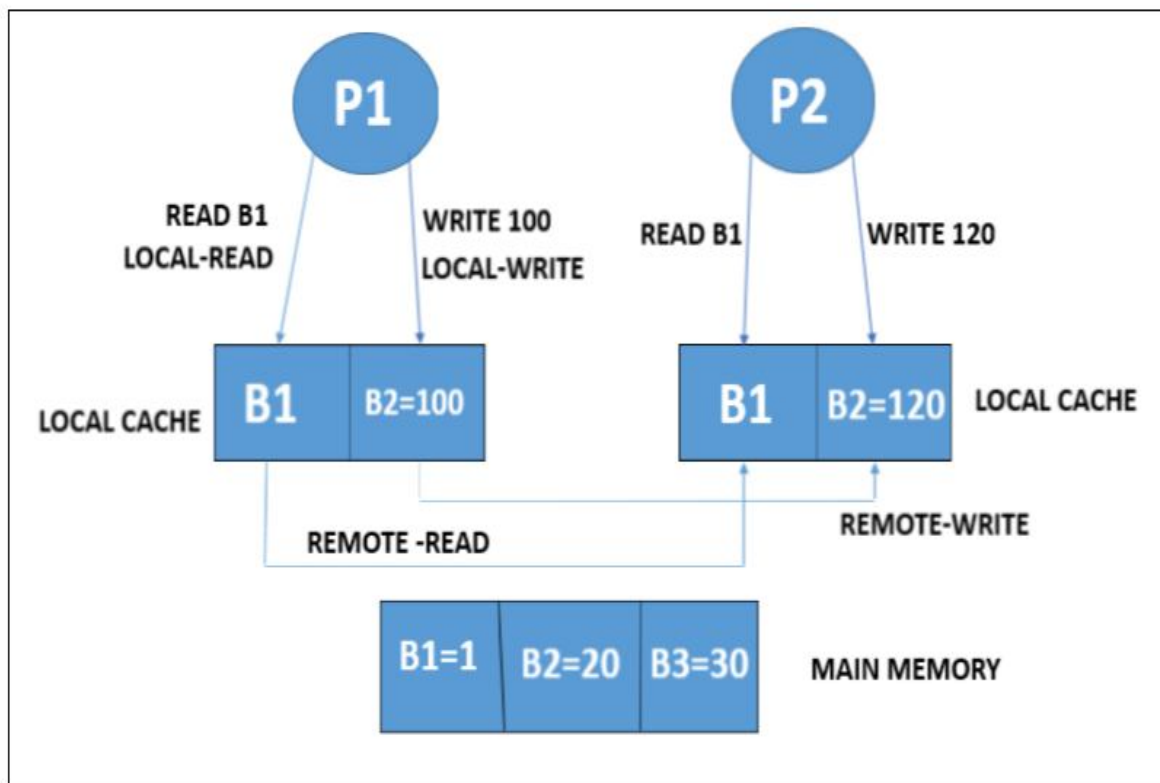 P1
P2
READ B1
LOCAL-READ
WRITE 100
LOCAL-WRITE
READ B1
WRITE 120
LOCAL CACHE
B1
B2=100
B1
B2=120
LOCAL CACHE
REMOTE -READ
REMOTE-WRITE
B1=1
B2=20
B3=30
MAIN MEMORY